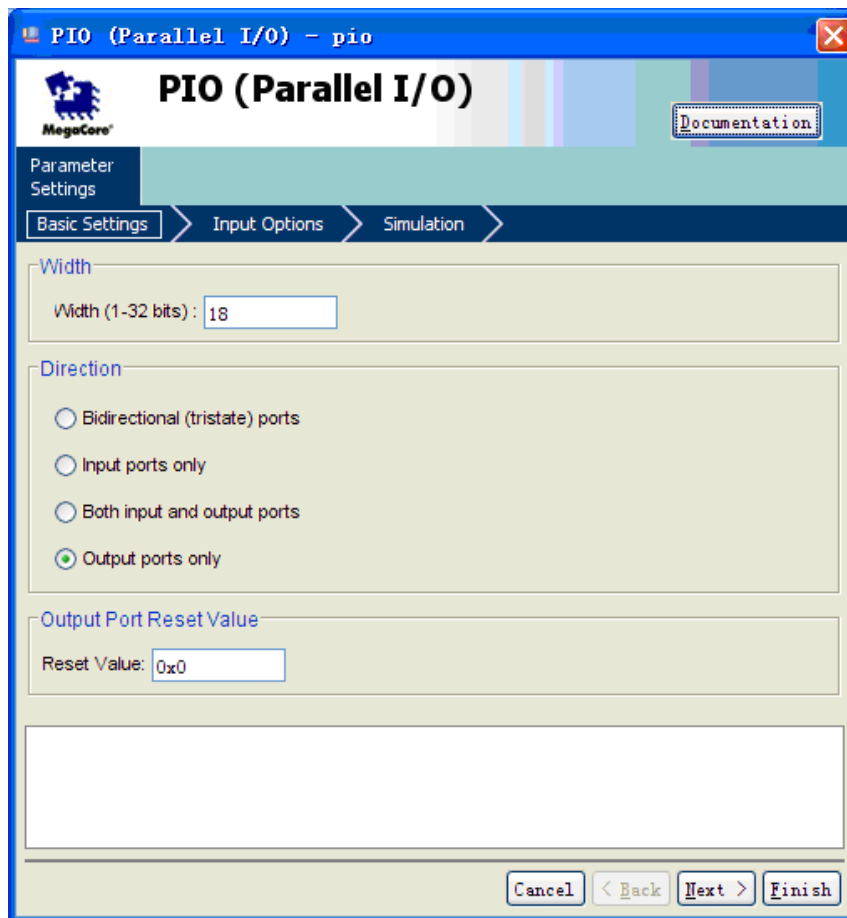 PIO (Parallel I/O) - pio
MegaCore®
PIO (Parallel I/O)
Documentation
Parameter
Settings
Basic Settings
Input Options
Simulation
Width
Width (1-32 bits) : 18
Direction
Bidirectional (tristate) ports
Input ports only
Both input and output ports
Output ports only
Output Port Reset Value
Reset Value: 0x0
Cancel
< Back
Next >
Finish